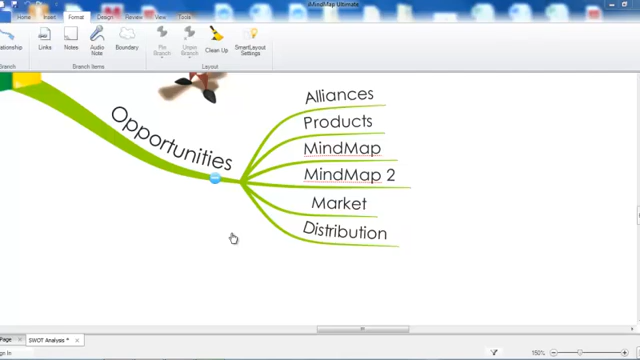 iMindMap Ultimate
Home Insert Format Design Review View Tools
Relationship Links Notes Audio Note Boundary Pin Branch Unpin Branch Clean Up SmartLayout Settings
Branch Branch Items Layout
Opportunities
Alliances
Products
MindMap
MindMap 2
Market
Distribution
Page SWOT Analysis *
Sign In 150%